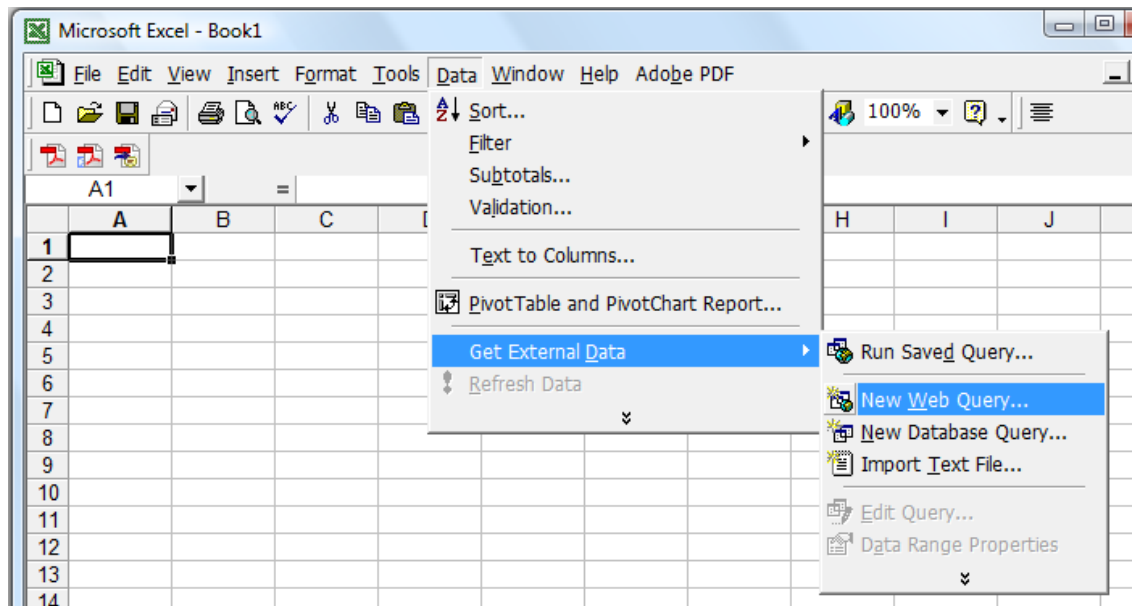 Microsoft Excel - Book1
File Edit View Insert Format Tools Data Window Help Adobe PDF
ABC 100%
A1 =
A B C H I J
1
2
3
4
5
6
7
8
9
10
11
12
13
14
Sort...
Filter
Subtotals...
Validation...
Text to Columns...
PivotTable and PivotChart Report...
Get External Data
Refresh Data
Run Saved Query...
New Web Query...
New Database Query...
Import Text File...
Edit Query...
Data Range Properties